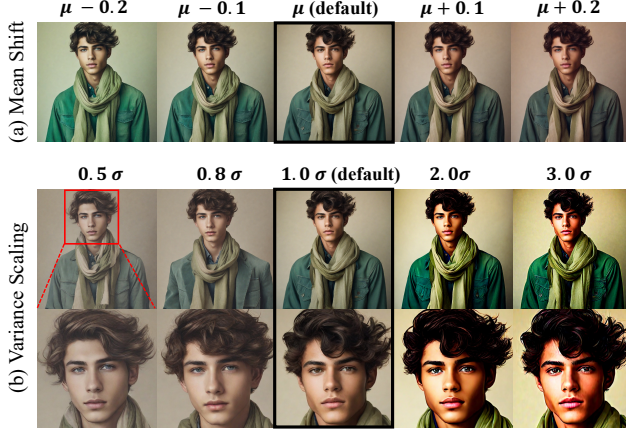 μ − 0.2 μ − 0.1 μ (default) μ + 0.1 μ + 0.2
(a) Mean Shift
0.5 σ 0.8 σ 1.0 σ (default) 2.0σ 3.0 σ
(b) Variance Scaling